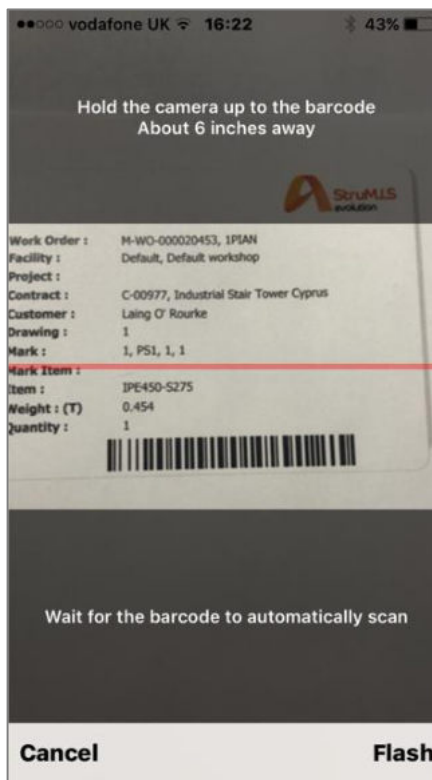 vodafone UK 16:22 43%
Hold the camera up to the barcode
About 6 inches away
StruM.I.S
evolution
Work Order : M-WO-000020453, 1PIAN
Facility : Default, Default workshop
Project :
Contract : C-00977, Industrial Stair Tower Cyprus
Customer : Laing O' Rourke
Drawing : 1
Mark : 1, PS1, 1, 1
Mark Item :
Item : IPE450-S275
Weight : (T) 0.454
Quantity : 1
Wait for the barcode to automatically scan
Cancel Flash